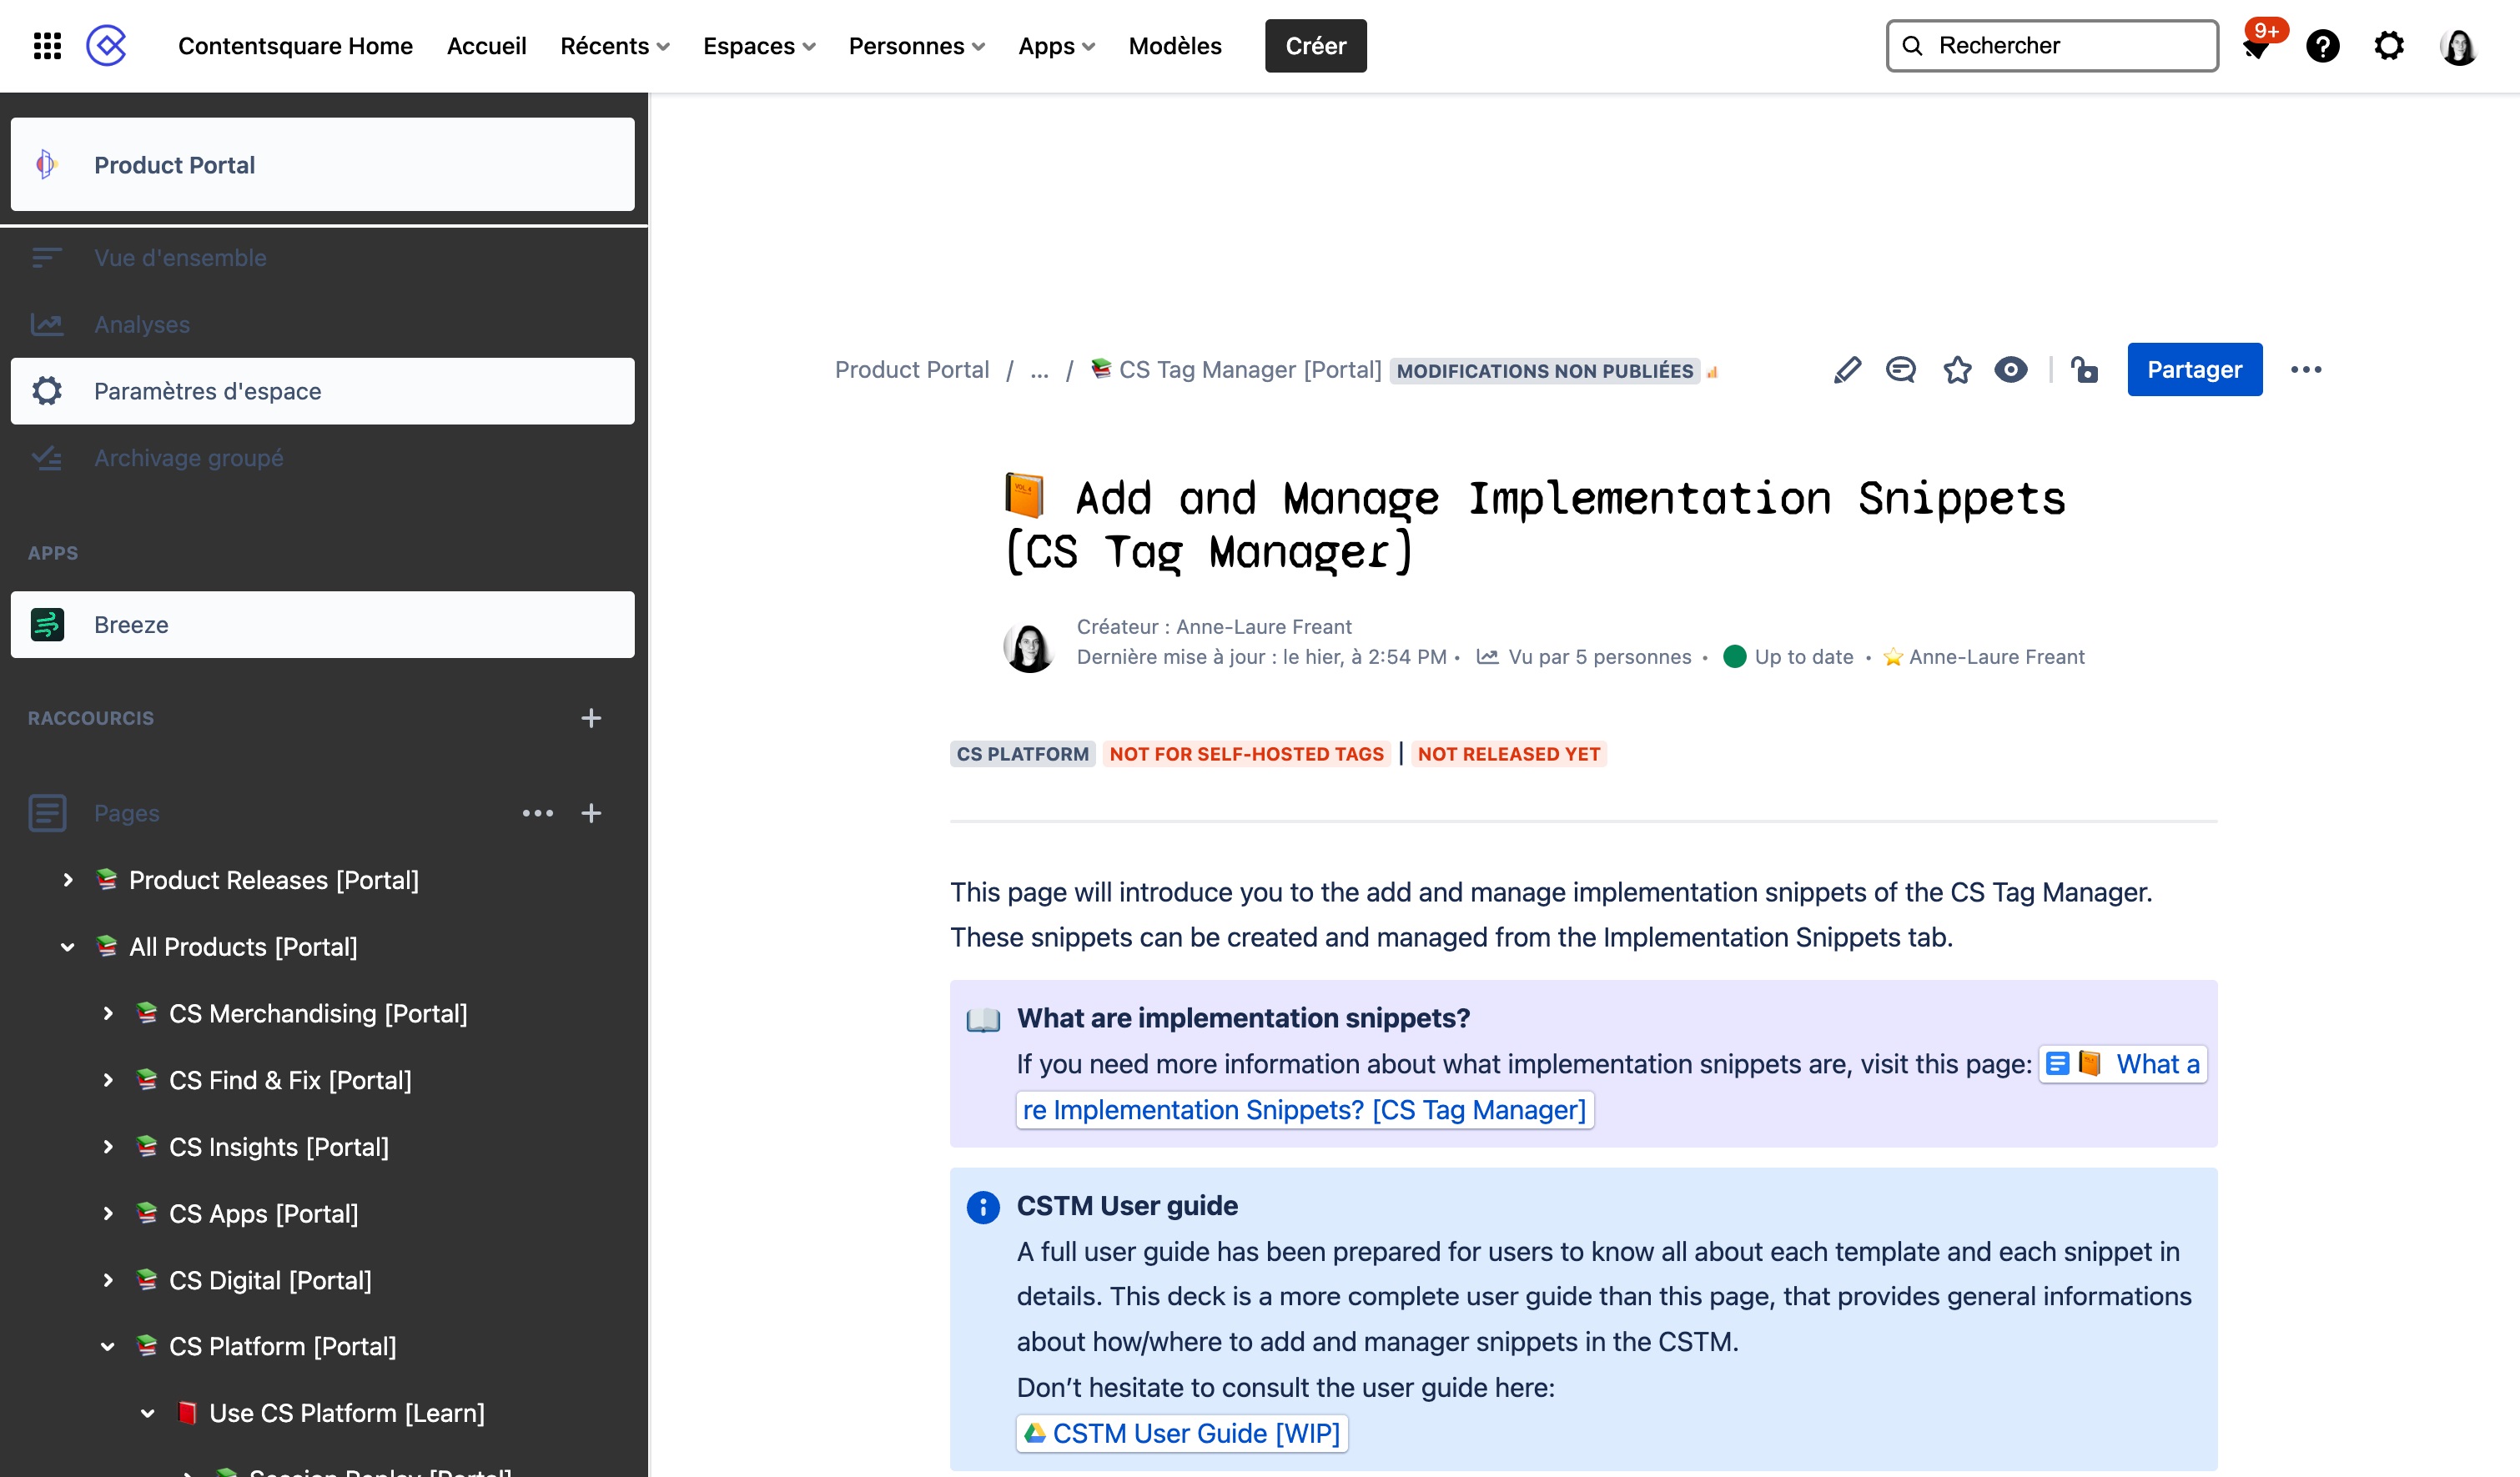 Contentsquare Home Accueil Récents Espaces Personnes Apps Modèles Créer Rechercher 9+
Product Portal
Vue d'ensemble
Analyses
Paramètres d'espace
Archivage groupé
APPS
Breeze
RACCOURCIS
Pages
Product Releases [Portal]
All Products [Portal]
CS Merchandising [Portal]
CS Find & Fix [Portal]
CS Insights [Portal]
CS Apps [Portal]
CS Digital [Portal]
CS Platform [Portal]
Use CS Platform [Learn]
Session Replay [Portal]
Product Portal / ... / CS Tag Manager [Portal] MODIFICATIONS NON PUBLIÉES Partager
Add and Manage Implementation Snippets
[CS Tag Manager]
Créateur : Anne-Laure Freant
Dernière mise à jour : le hier, à 2:54 PM • Vu par 5 personnes • Up to date • Anne-Laure Freant
CS PLATFORM NOT FOR SELF-HOSTED TAGS | NOT RELEASED YET
This page will introduce you to the add and manage implementation snippets of the CS Tag Manager.
These snippets can be created and managed from the Implementation Snippets tab.
What are implementation snippets?
If you need more information about what implementation snippets are, visit this page: What a
re Implementation Snippets? [CS Tag Manager]
CSTM User guide
A full user guide has been prepared for users to know all about each template and each snippet in
details. This deck is a more complete user guide than this page, that provides general informations
about how/where to add and manager snippets in the CSTM.
Don’t hesitate to consult the user guide here:
CSTM User Guide [WIP]